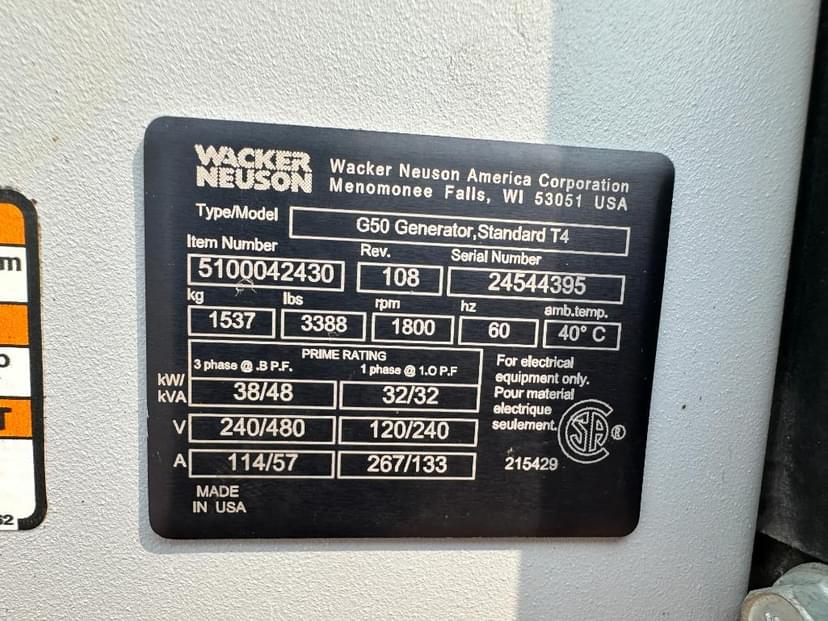 WACKER
NEUSON
Wacker Neuson America Corporation
Menomonee Falls, WI 53051 USA
Type/Model
G50 Generator,Standard T4
Item Number
Rev.
Serial Number
5100042430
108
24544395
kg
lbs
rpm
hz
amb.temp.
1537
3388
1800
60
40° C
PRIME RATING
3 phase @ .B P.F.
1 phase @ 1.O P.F
kW/
kVA
38/48
32/32
V
240/480
120/240
A
114/57
267/133
For electrical
equipment only.
Pour material
electrique
seulement.
SA ®
215429
MADE
IN USA
m
T
62